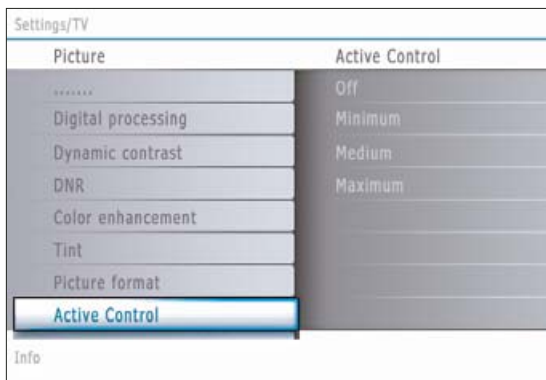 Settings/TV
Picture
Active Control
.......
Digital processing
Dynamic contrast
DNR
Color enhancement
Tint
Picture format
Active Control
Off
Minimum
Medium
Maximum
Info